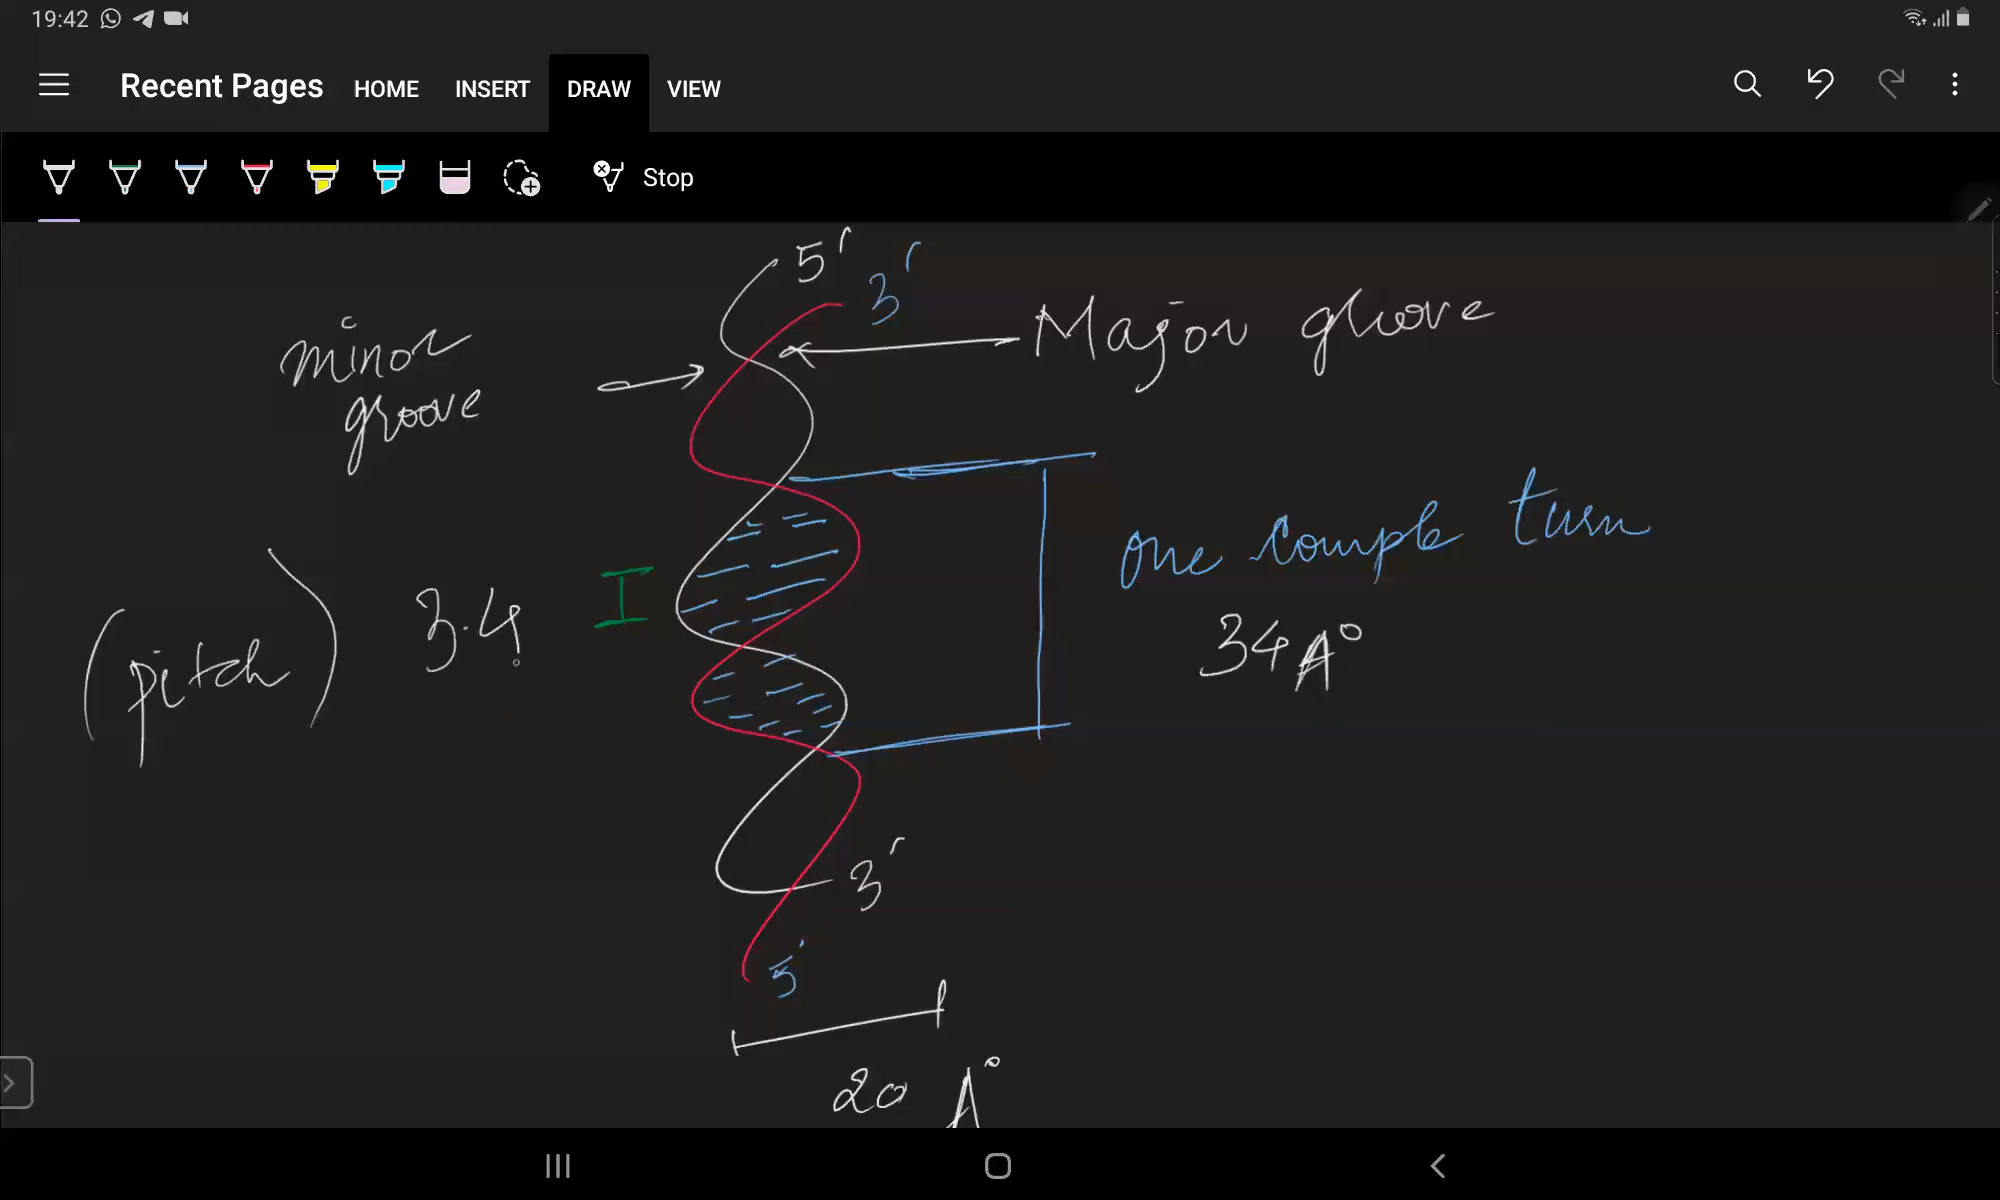 19:42
Recent Pages HOME INSERT DRAW VIEW
Stop
5'
3'
minor
groove
Major groove
one comple turn
(pitch) 3.4
34 A°
3'
5'
20 A°